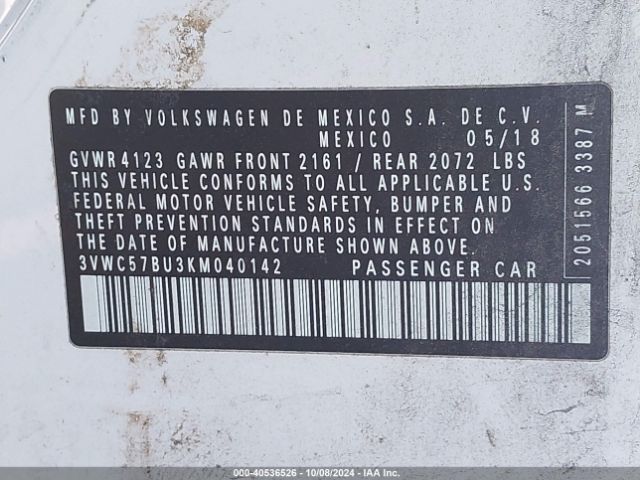 MFD BY VOLKSWAGEN DE MEXICO S.A. DE C.V.
MEXICO 05/18
GVWR 4123 GAWR FRONT 2161 / REAR 2072 LBS
THIS VEHICLE CONFORMS TO ALL APPLICABLE U.S.
FEDERAL MOTOR VEHICLE SAFETY, BUMPER AND
THEFT PREVENTION STANDARDS IN EFFECT ON
THE DATE OF MANUFACTURE SHOWN ABOVE.
3VWC57BU3KM040142 PASSENGER CAR
2051566 3387 M
000-40536526 - 10/08/2024 - IAA Inc.